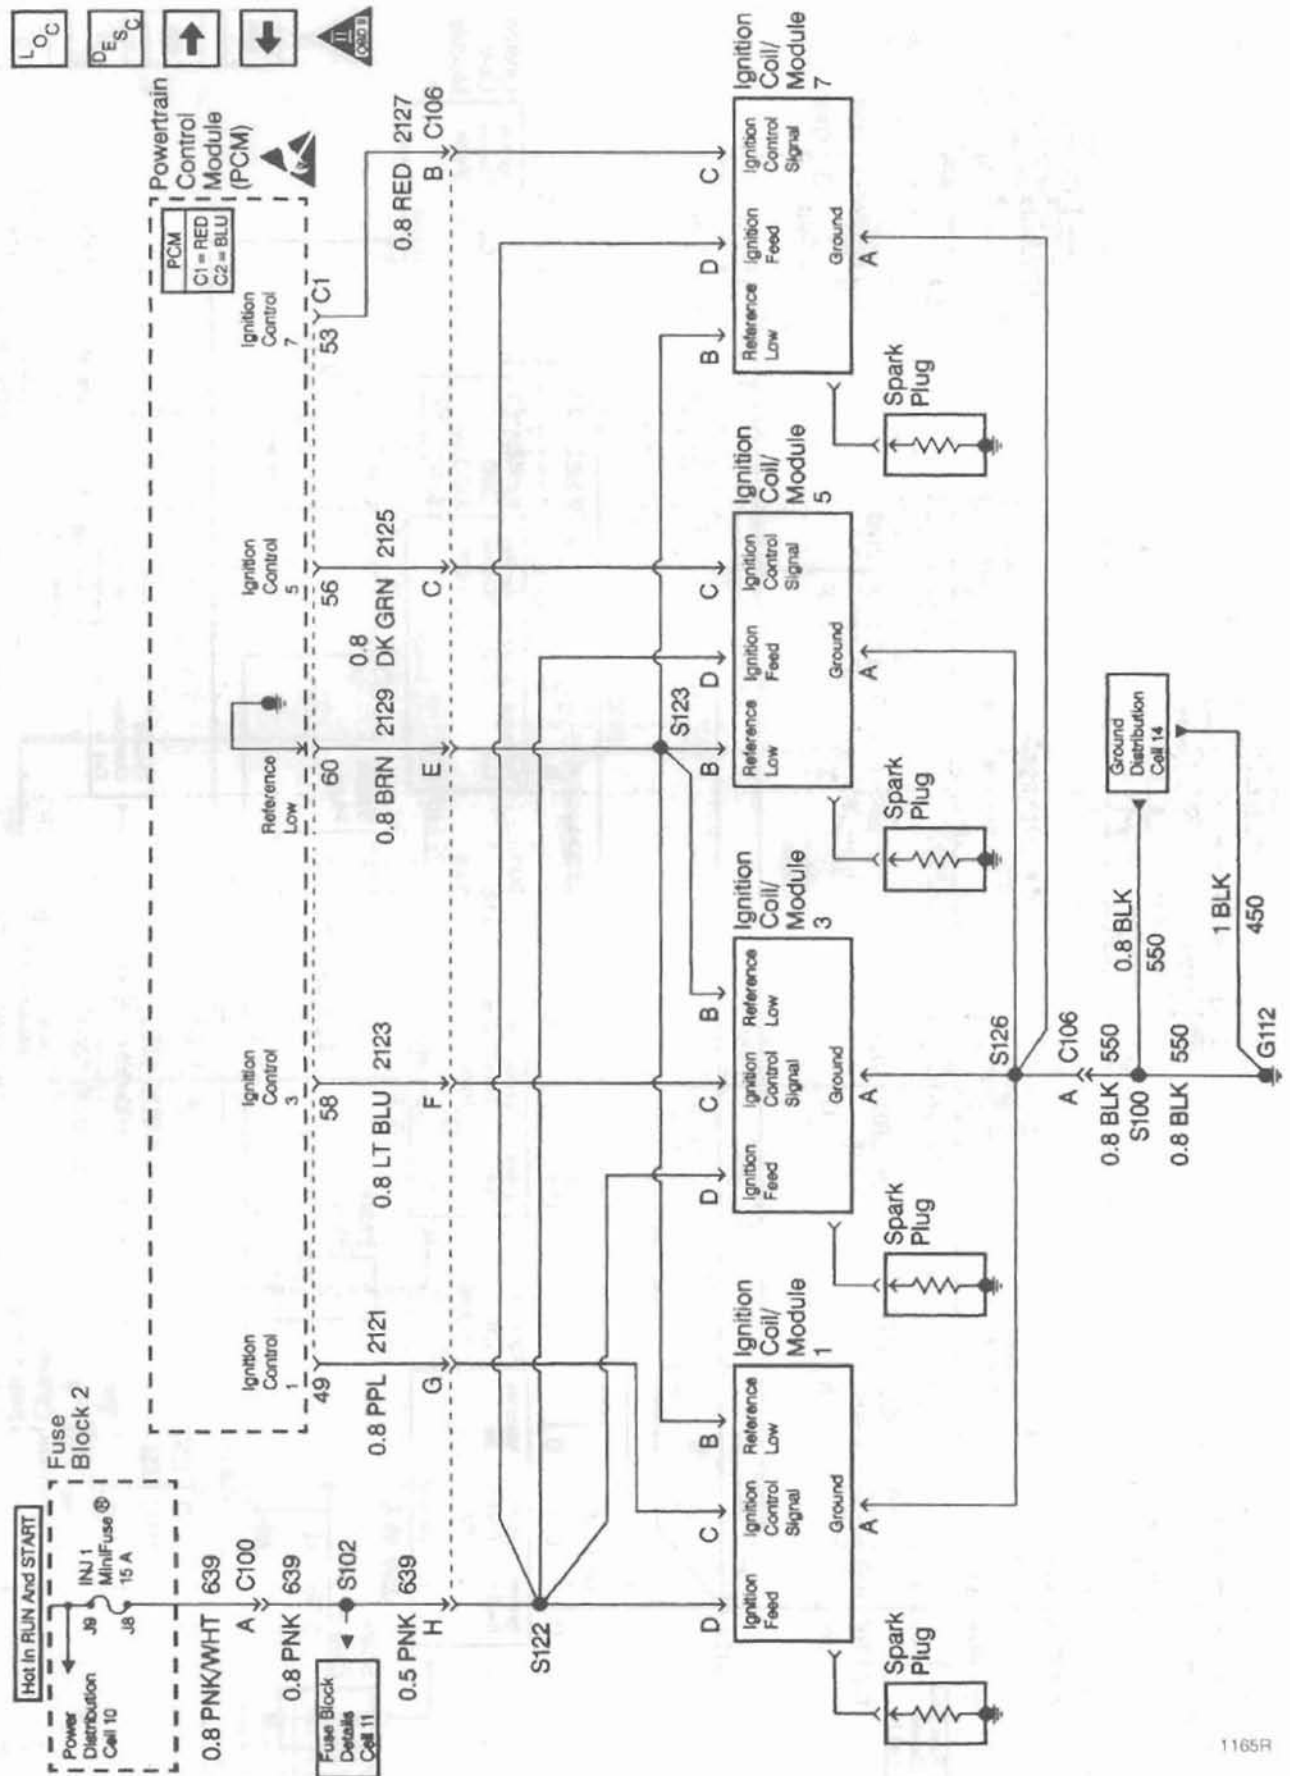 LOC
DESC
II
OBD II
Hot In RUN And START
Fuse
Block 2
Power
Distribution
Cell 10
J9
INJ 1
MiniFuse ®
15 A
J8
0.8 PNK/WHT 639
A C100
0.8 PNK 639
S102
Fuse Block
Details
Cell 11
0.5 PNK 639
H
S122
Powertrain
Control
Module
(PCM)
PCM
C1 = RED
C2 = BLU
Ignition
Control
1
Ignition
Control
3
Reference
Low
Ignition
Control
5
Ignition
Control
7
49
58
60
56
53
C1
0.8 PPL 2121
0.8 LT BLU 2123
0.8 BRN 2129
0.8
DK GRN 2125
0.8 RED 2127
G
F
E
C
B
C106
S123
D
C
B
Ignition
Feed
Ignition
Control
Signal
Reference
Low
Ground
A
Ignition
Coil/
Module
1
D
C
B
Ignition
Feed
Ignition
Control
Signal
Reference
Low
Ground
A
Ignition
Coil/
Module
3
B
D
C
Reference
Low
Ignition
Feed
Ignition
Control
Signal
Ground
A
Ignition
Coil/
Module
5
B
D
C
Reference
Low
Ignition
Feed
Ignition
Control
Signal
Ground
A
Ignition
Coil/
Module
7
Spark
Plug
Spark
Plug
Spark
Plug
Spark
Plug
S126
A C106
0.8 BLK 550
S100
0.8 BLK 550
0.8 BLK
550
Ground
Distribution
Cell 14
1 BLK
450
G112
1165R